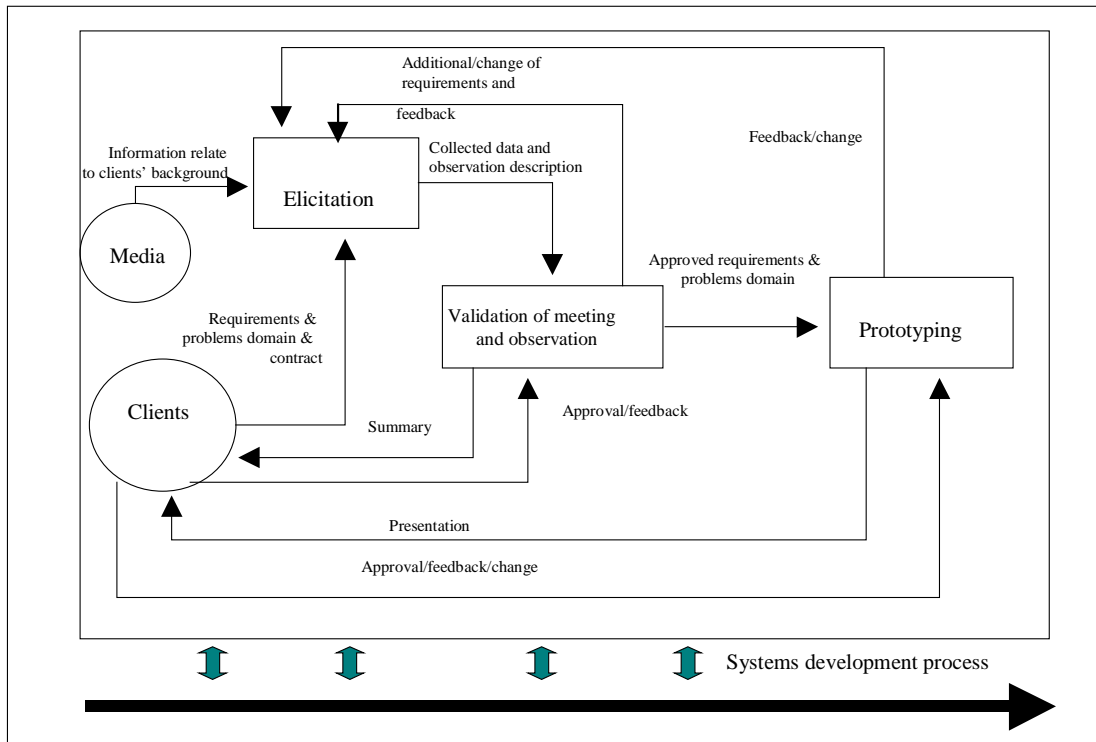 Additional/change of
requirements and
feedback
Feedback/change
Information relate
to clients' background
Collected data and
observation description
Elicitation
Media
Approved requirements &
problems domain
Requirements &
problems domain &
contract
Validation of meeting
and observation
Prototyping
Clients
Approval/feedback
Summary
Presentation
Approval/feedback/change
Systems development process